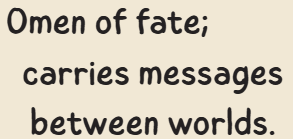 Omen of fate;
carries messages
between worlds.